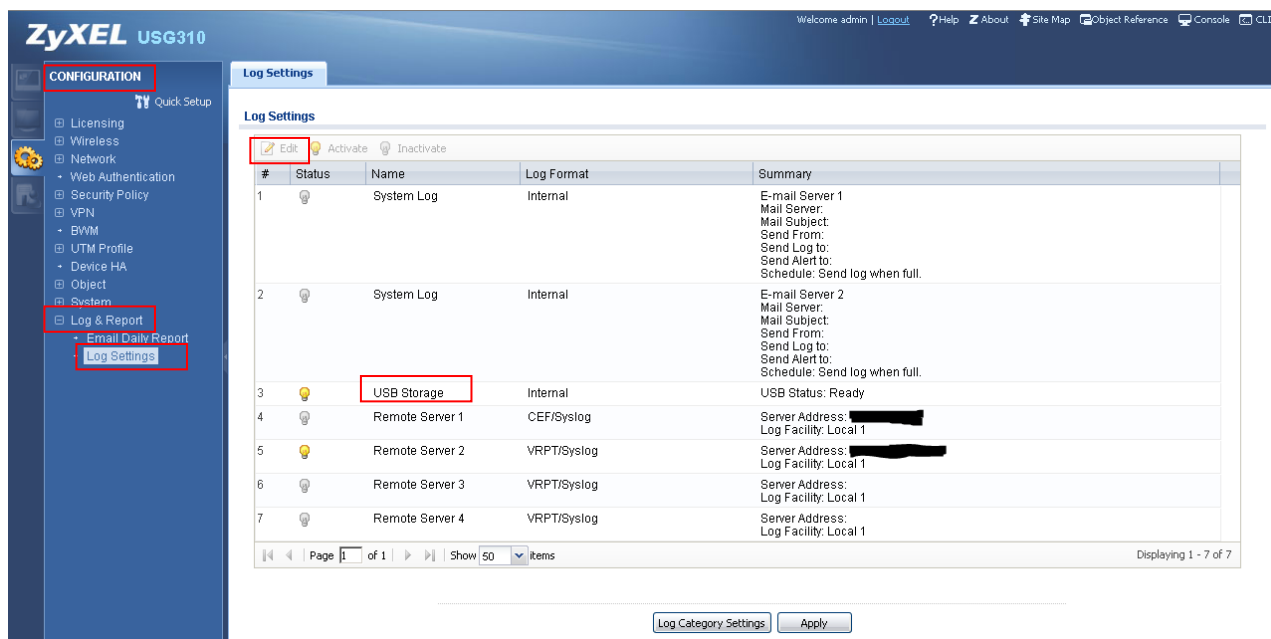 Welcome admin | Logout ?Help Z About Site Map Object Reference Console CLI
ZyXEL USG310
CONFIGURATION
Quick Setup
Licensing
Wireless
Network
Web Authentication
Security Policy
VPN
BWM
UTM Profile
Device HA
Object
System
Log & Report
Email Daily Report
Log Settings
Log Settings
Log Settings
Edit Activate Inactivate
# Status Name Log Format Summary
1 System Log Internal E-mail Server 1
Mail Server:
Mail Subject:
Send From:
Send Log to:
Send Alert to:
Schedule: Send log when full.
2 System Log Internal E-mail Server 2
Mail Server:
Mail Subject:
Send From:
Send Log to:
Send Alert to:
Schedule: Send log when full.
3 USB Storage Internal USB Status: Ready
4 Remote Server 1 CEF/Syslog Server Address:
Log Facility: Local 1
5 Remote Server 2 VRPT/Syslog Server Address:
Log Facility: Local 1
6 Remote Server 3 VRPT/Syslog Server Address:
Log Facility: Local 1
7 Remote Server 4 VRPT/Syslog Server Address:
Log Facility: Local 1
Page 1 of 1 Show 50 items Displaying 1 - 7 of 7
Log Category Settings Apply